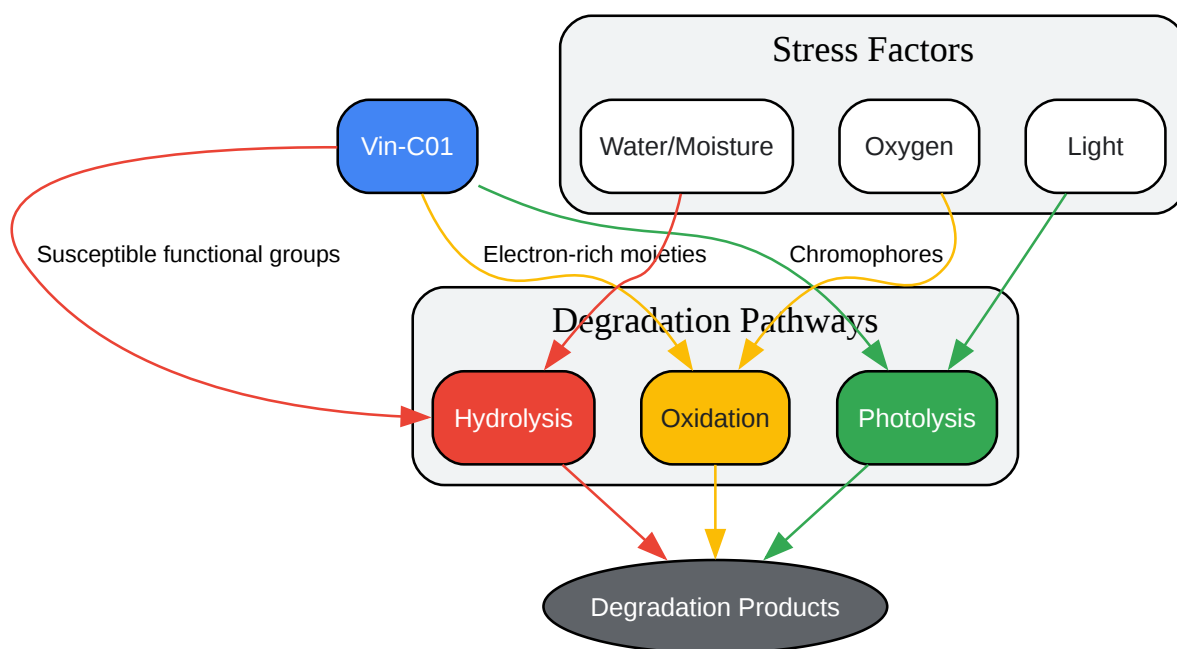 Stress Factors
Vin-C01
Water/Moisture
Oxygen
Light
Susceptible functional groups
Electron-rich moieties
Chromophores
Degradation Pathways
Hydrolysis
Oxidation
Photolysis
Degradation Products